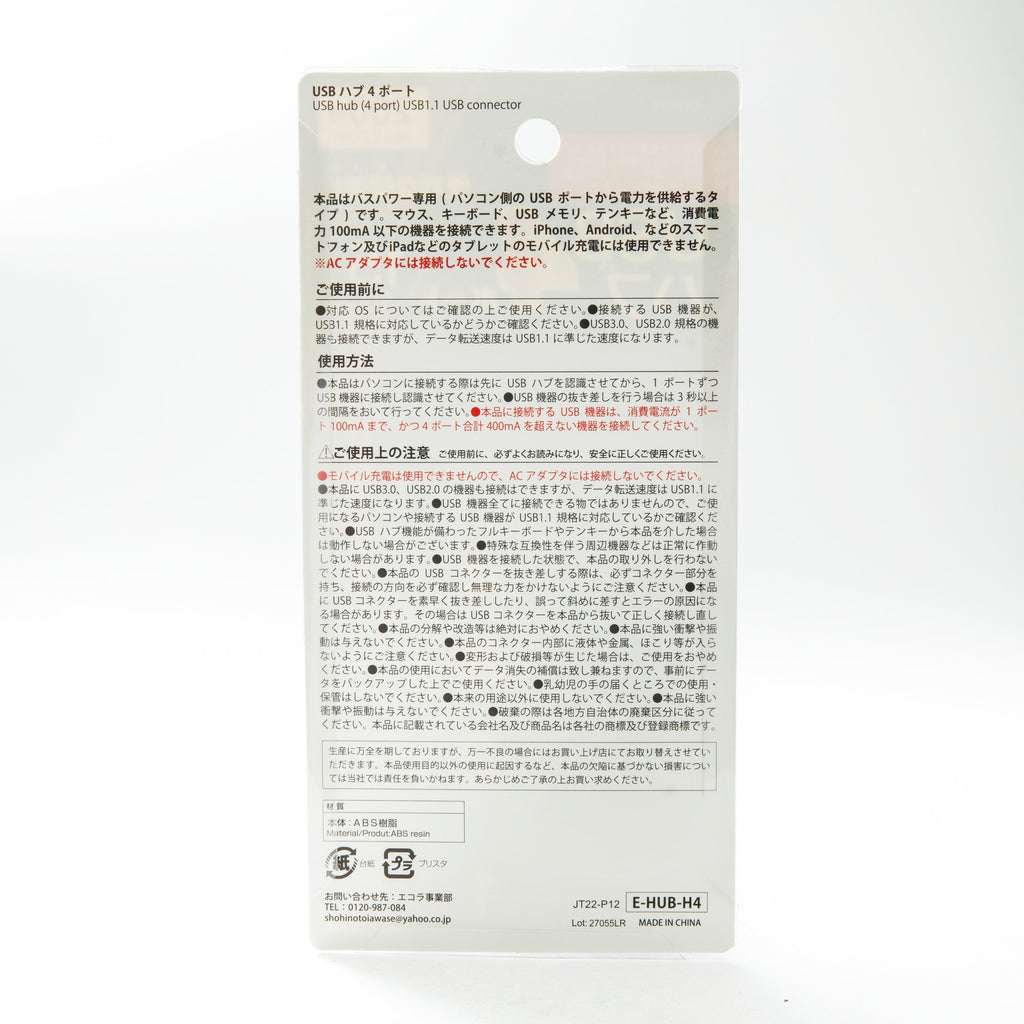 USB ハブ 4 ポート
USB hub (4 port) USB1.1 USB connector
本品はバスパワー専用 ( パソコン側の USB ポートから電力を供給するタ
イプ ) です。マウス、キーボード、USB メモリ、テンキーなど、消費電
力 100mA 以下の機器を接続できます。iPhone、Android、などのスマー
トフォン及びiPadなどのタブレットのモバイル充電には使用できません。
※AC アダプタには接続しないでください。
ご使用前に
●対応 OS についてはご確認の上ご使用ください。●接続する USB 機器が、
USB1.1 規格に対応しているかどうかご確認ください。●USB3.0、USB2.0 規格の機
器も接続できますが、データ転送速度は USB1.1 に準じた速度になります。
使用方法
●本品はパソコンに接続する際は先に USB ハブを認識させてから、1 ポートずつ
USB 機器に接続し認識させてください。●USB 機器の抜き差しを行う場合は 3 秒以上
の間隔をおいて行ってください。●本品に接続する USB 機器は、消費電流が 1 ポー
ト 100mA まで、かつ 4 ポート合計 400mA を超えない機器を接続してください。
⚠ご使用上の注意 ご使用前に、必ずよくお読みになり、安全に正しくご使用ください。
●モバイル充電は使用できませんので、AC アダプタには接続しないでください。
●本品に USB3.0、USB2.0 の機器も接続はできますが、データ転送速度は USB1.1 に
準じた速度になります。●USB 機器全てに接続できる物ではありませんので、ご使
用になるパソコンや接続する USB 機器が USB1.1 規格に対応しているかご確認くだ
さい。●USB ハブ機能が備わったフルキーボードやテンキーから本品を介した場合
は動作しない場合がございます。●特殊な互換性を伴う周辺機器などは正常に作動
しない場合があります。●USB 機器を接続した状態で、本品の取り外しを行わない
でください。●本品の USB コネクターを抜き差しする際は、必ずコネクター部分を
持ち、接続の方向を必ず確認し無理な力をかけないようにご注意ください。●本品
に USB コネクターを素早く抜き差ししたり、誤って斜めに差すとエラーの原因にな
る場合があります。その場合は USB コネクターを本品から抜いて正しく接続し直し
てください。●本品の分解や改造等は絶対におやめください。●本品に強い衝撃や振
動は与えないでください。●本品のコネクター内部に液体や金属、ほこり等が入ら
ないようにご注意ください。●変形および破損等が生じた場合は、ご使用をおやめ
ください。●本品の使用においてデータ消失の補償は致し兼ねますので、事前にデー
タをバックアップした上でご使用ください。●乳幼児の手の届くところでの使用・
保管はしないでください。●本来の用途以外に使用しないでください。●本品に強い
衝撃や振動は与えないでください。●破棄の際は各地方自治体の廃棄区分に従って
ください。本品に記載されている会社名及び商品名は各社の商標及び登録商標です。
生産に万全を期しておりますが、万一不良の場合にはお買い上げ店にてお取り替えさせてい
ただきます。本品使用目的以外の使用に起因するなど、本品の欠陥に基づかない損害につい
ては当社では責任を負いかねます。あらかじめご了承の上お買い求めください。
材 質
本体 : ＡＢＳ樹脂
Material/Produt:ABS resin
紙 台紙 プラ ブリスタ
お問い合わせ先 : エコラ事業部
TEL : 0120-987-084
shohinotoiawase@yahoo.co.jp
JT22-P12 E-HUB-H4
Lot: 27055LR MADE IN CHINA